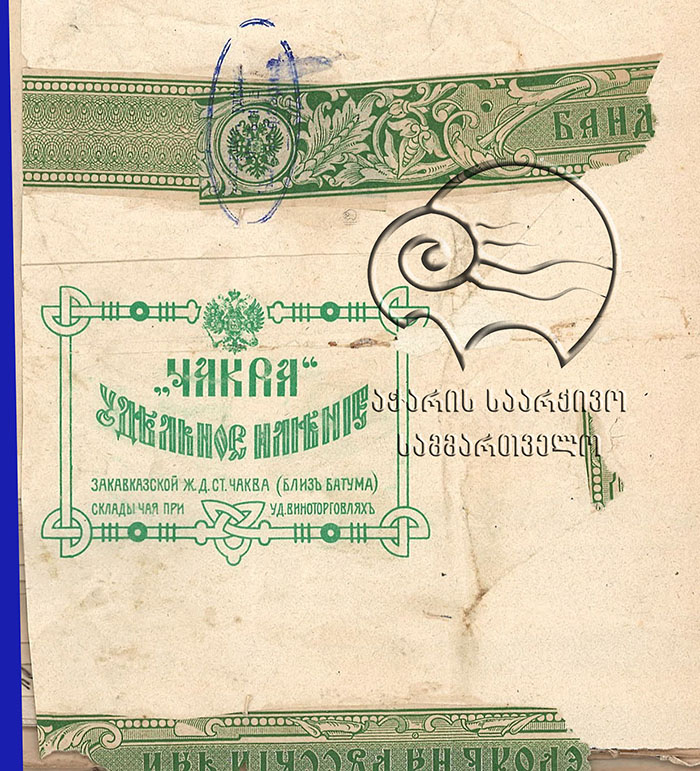 БАНД
„ЧАКВА“
УДѢЛЬНОЕ ИМѢНІЕ
ЗАКАВКАЗСКОЙ Ж.Д.СТ.ЧАКВА (БЛИЗЪ БАТУМА)
СКЛАДЫ ЧАЯ ПРИ УД.ВИНОТОРГОВЛЯХЪ
აჭარის საარქივო
სამმართველო